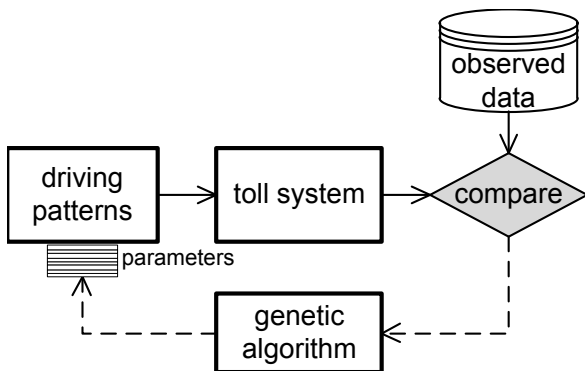 observed
data
driving
patterns
toll system
compare
parameters
genetic
algorithm